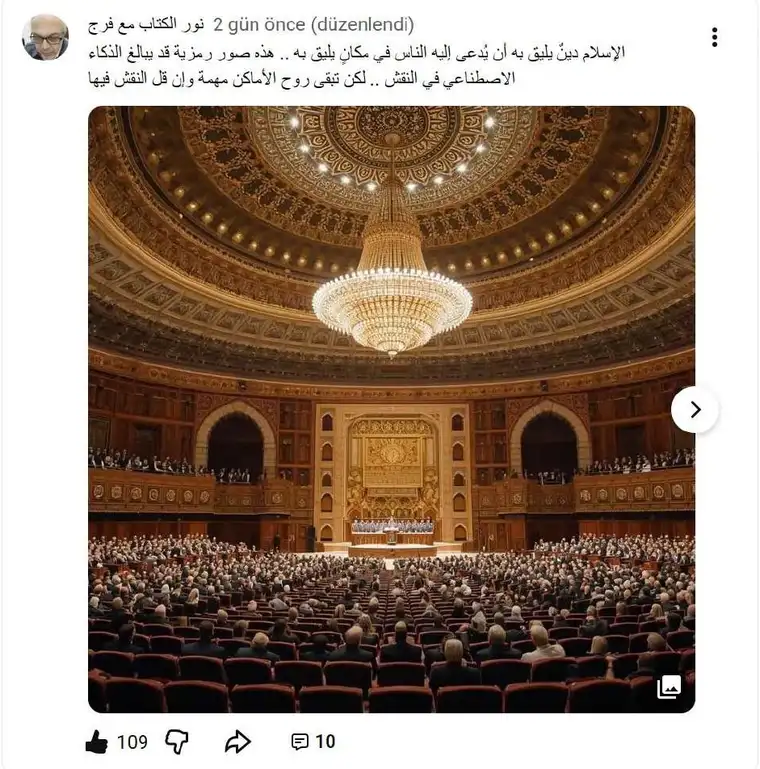 نور الكتاب مع فرج 2 gün önce (düzenlendi)
الإسلام دينٌ يليق به أن يُدعى إليه الناس في مكانٍ يليق به .. هذه صور رمزية قد يبالغ الذكاء
الاصطناعي في النقش .. لكن تبقى روح الأماكن مهمة وإن قل النقش فيها
109 10